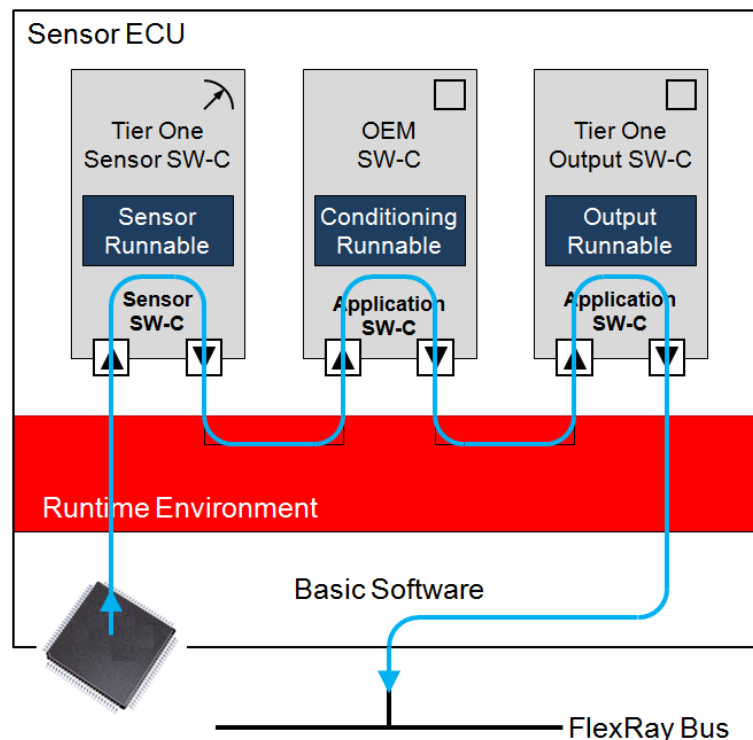 Sensor ECU
Tier One
Sensor SW-C
Sensor
Runnable
Sensor
SW-C
OEM
SW-C
Conditioning
Runnable
Application
SW-C
Tier One
Output SW-C
Output
Runnable
Application
SW-C
Runtime Environment
Basic Software
FlexRay Bus